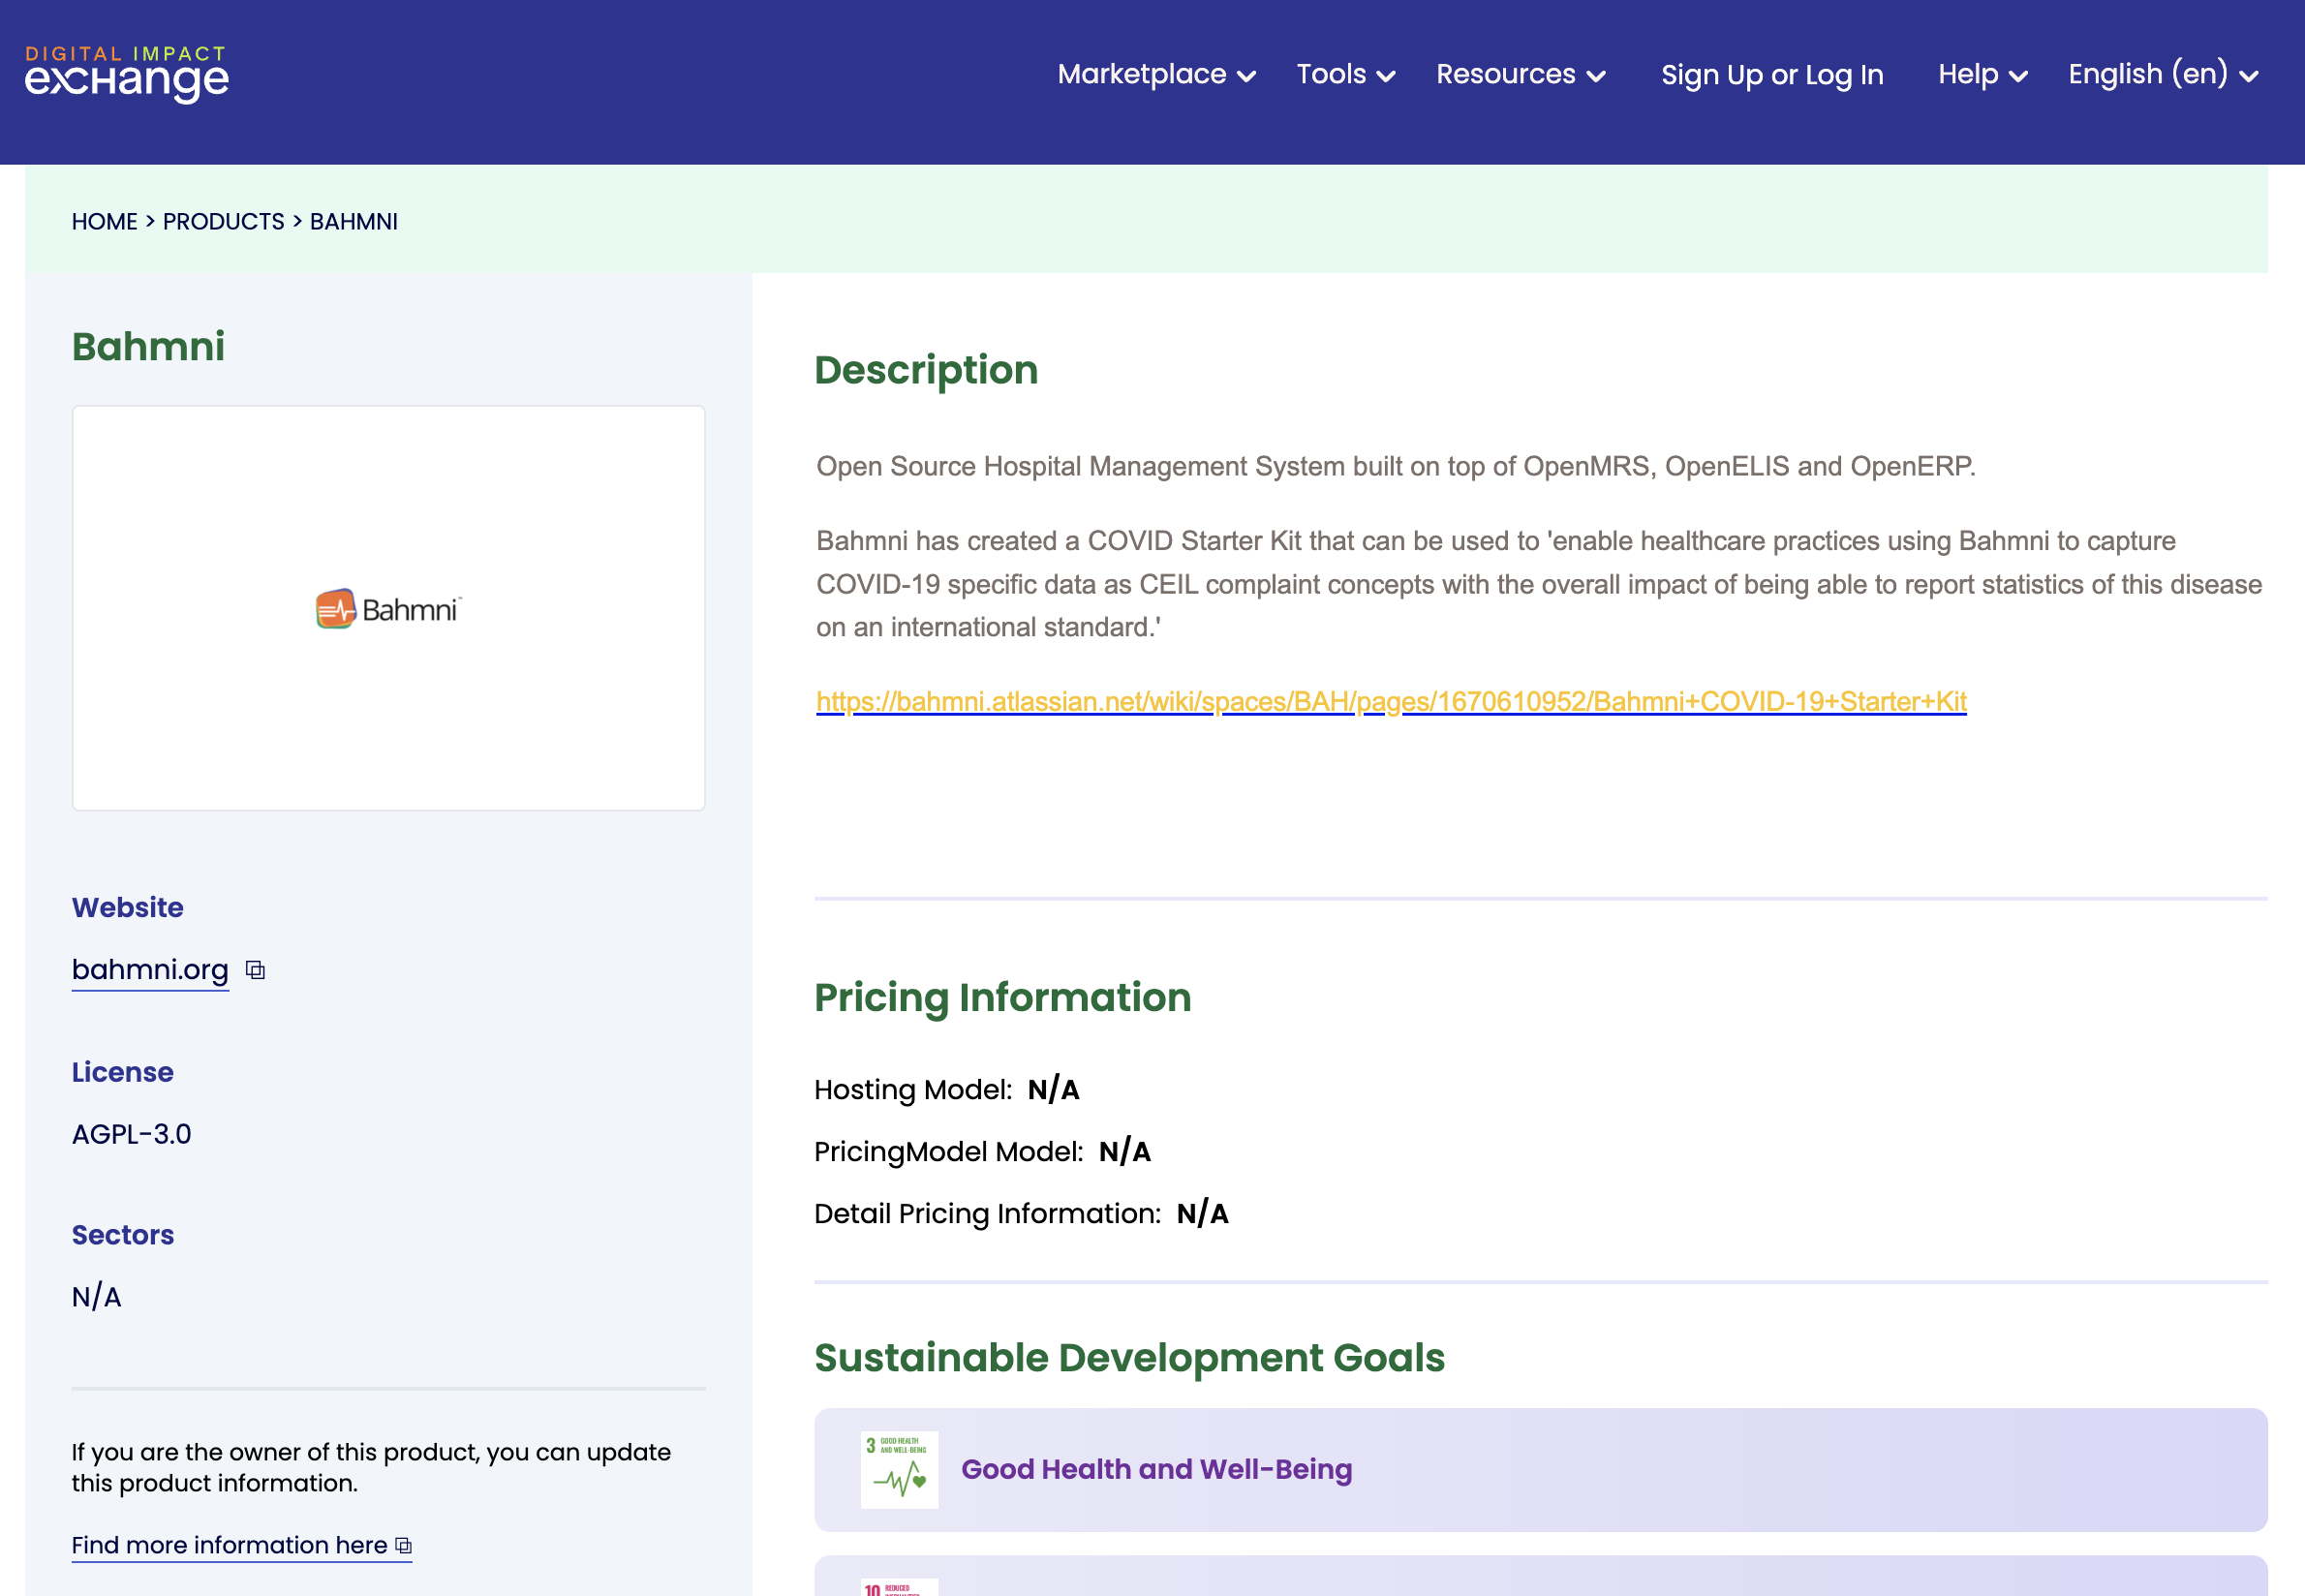 DIGITAL IMPACT
exchange
Marketplace
Tools
Resources
Sign Up or Log In
Help
English (en)
HOME > PRODUCTS > BAHMNI
Bahmni
Bahmni™
Website
bahmni.org
License
AGPL-3.0
Sectors
N/A
If you are the owner of this product, you can update
this product information.
Find more information here
Description
Open Source Hospital Management System built on top of OpenMRS, OpenELIS and OpenERP.
Bahmni has created a COVID Starter Kit that can be used to 'enable healthcare practices using Bahmni to capture
COVID-19 specific data as CEIL complaint concepts with the overall impact of being able to report statistics of this disease
on an international standard.'
https://bahmni.atlassian.net/wiki/spaces/BAH/pages/1670610952/Bahmni+COVID-19+Starter+Kit
Pricing Information
Hosting Model: N/A
PricingModel Model: N/A
Detail Pricing Information: N/A
Sustainable Development Goals
3 GOOD HEALTH
AND WELL-BEING
Good Health and Well-Being
10 REDUCED